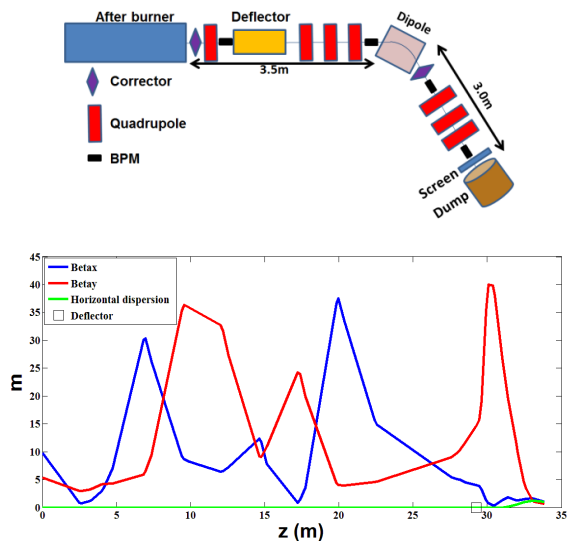 After burner
Deflector
Dipole
3.5m
3.0m
Corrector
Quadrupole
BPM
Screen
Dump
45
40
35
30
25
20
15
10
5
0
m
Betax
Betay
Horizontal dispersion
Deflector
0 5 10 15 20 25 30 35
z (m)